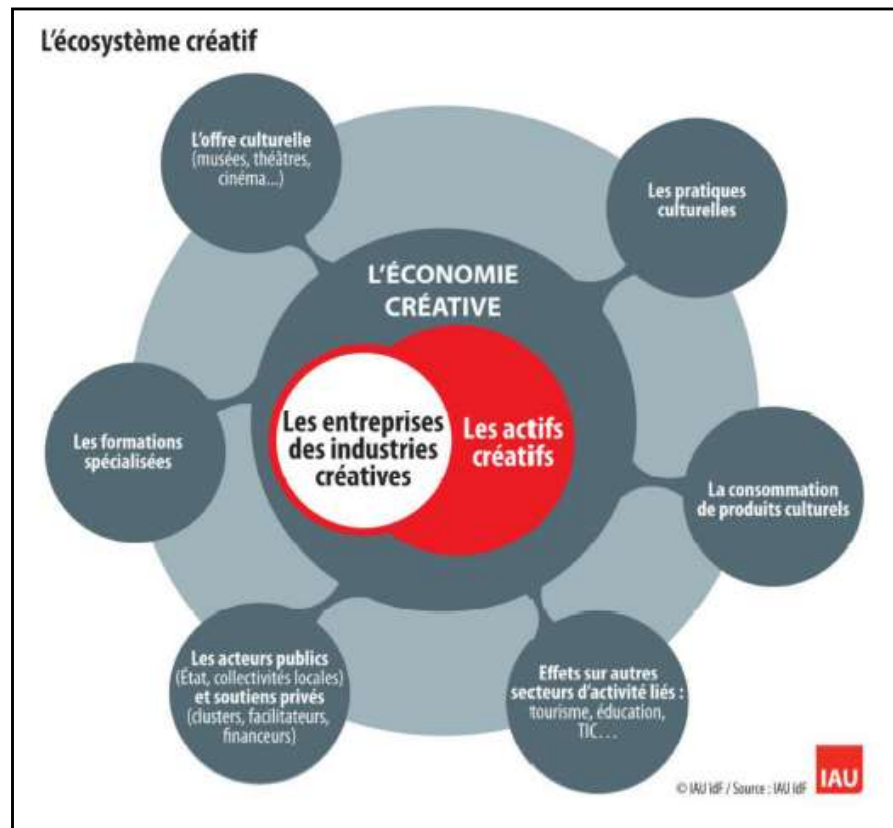 L'écosystème créatif
L'offre culturelle
(musées, théâtres,
cinéma...)
Les pratiques
culturelles
L'ÉCONOMIE
CRÉATIVE
Les entreprises
des industries
créatives
Les actifs
créatifs
Les formations
spécialisées
La consommation
de produits culturels
Les acteurs publics
(État, collectivités locales)
et soutiens privés
(clusters, facilitateurs,
financeurs)
Effets sur autres
secteurs d'activité liés :
tourisme, éducation,
TIC...
© IAU îdF / Source : IAU îdF
IAU